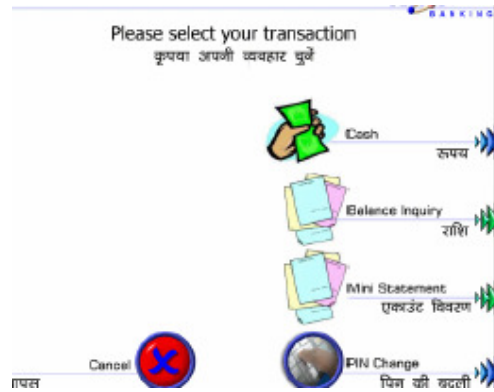 BANKING
Please select your transaction
कृपया अपनी व्यवहार चुनें
Cash
रूपय
Balance Inquiry
राशि
Mini Statement
एकाउंट विवरण
Cancel
PIN Change
पिन की बदली